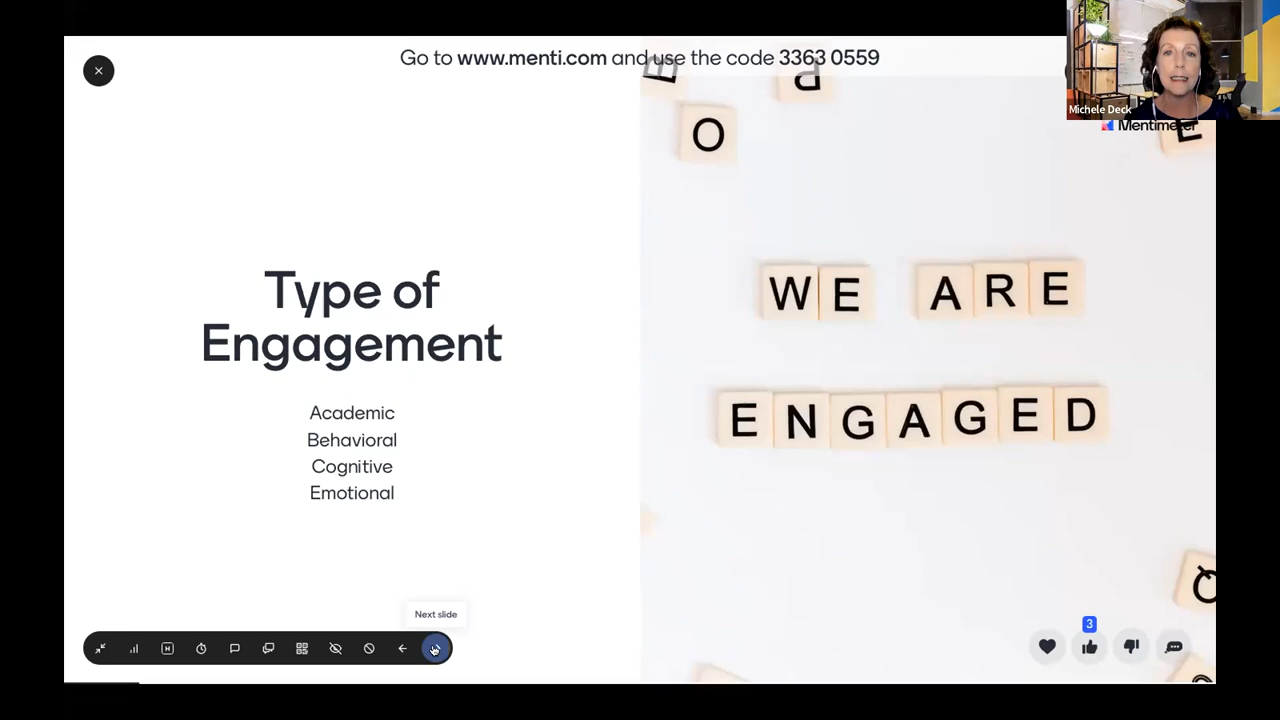 Go to www.menti.com and use the code 3363 0559
Michele Deck
Mentimeter
B
P
O
E
WE ARE
ENGAGED
Q
Type of
Engagement
Academic
Behavioral
Cognitive
Emotional
Next slide
H
3